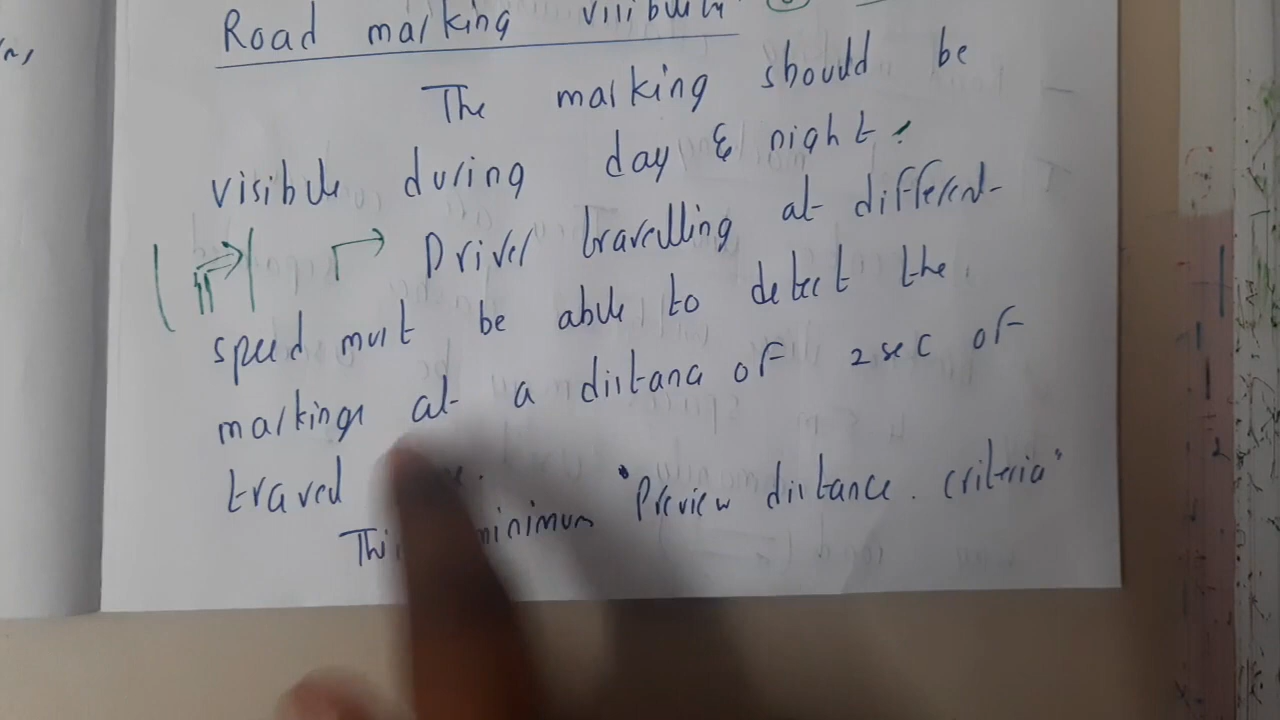 Road marking visibility
The marking should be
visible during day & night.
Driver travelling at different
speed must be able to detect the
markings at a distance of 2 sec of
travel
minimum "Preview distance. criteria"